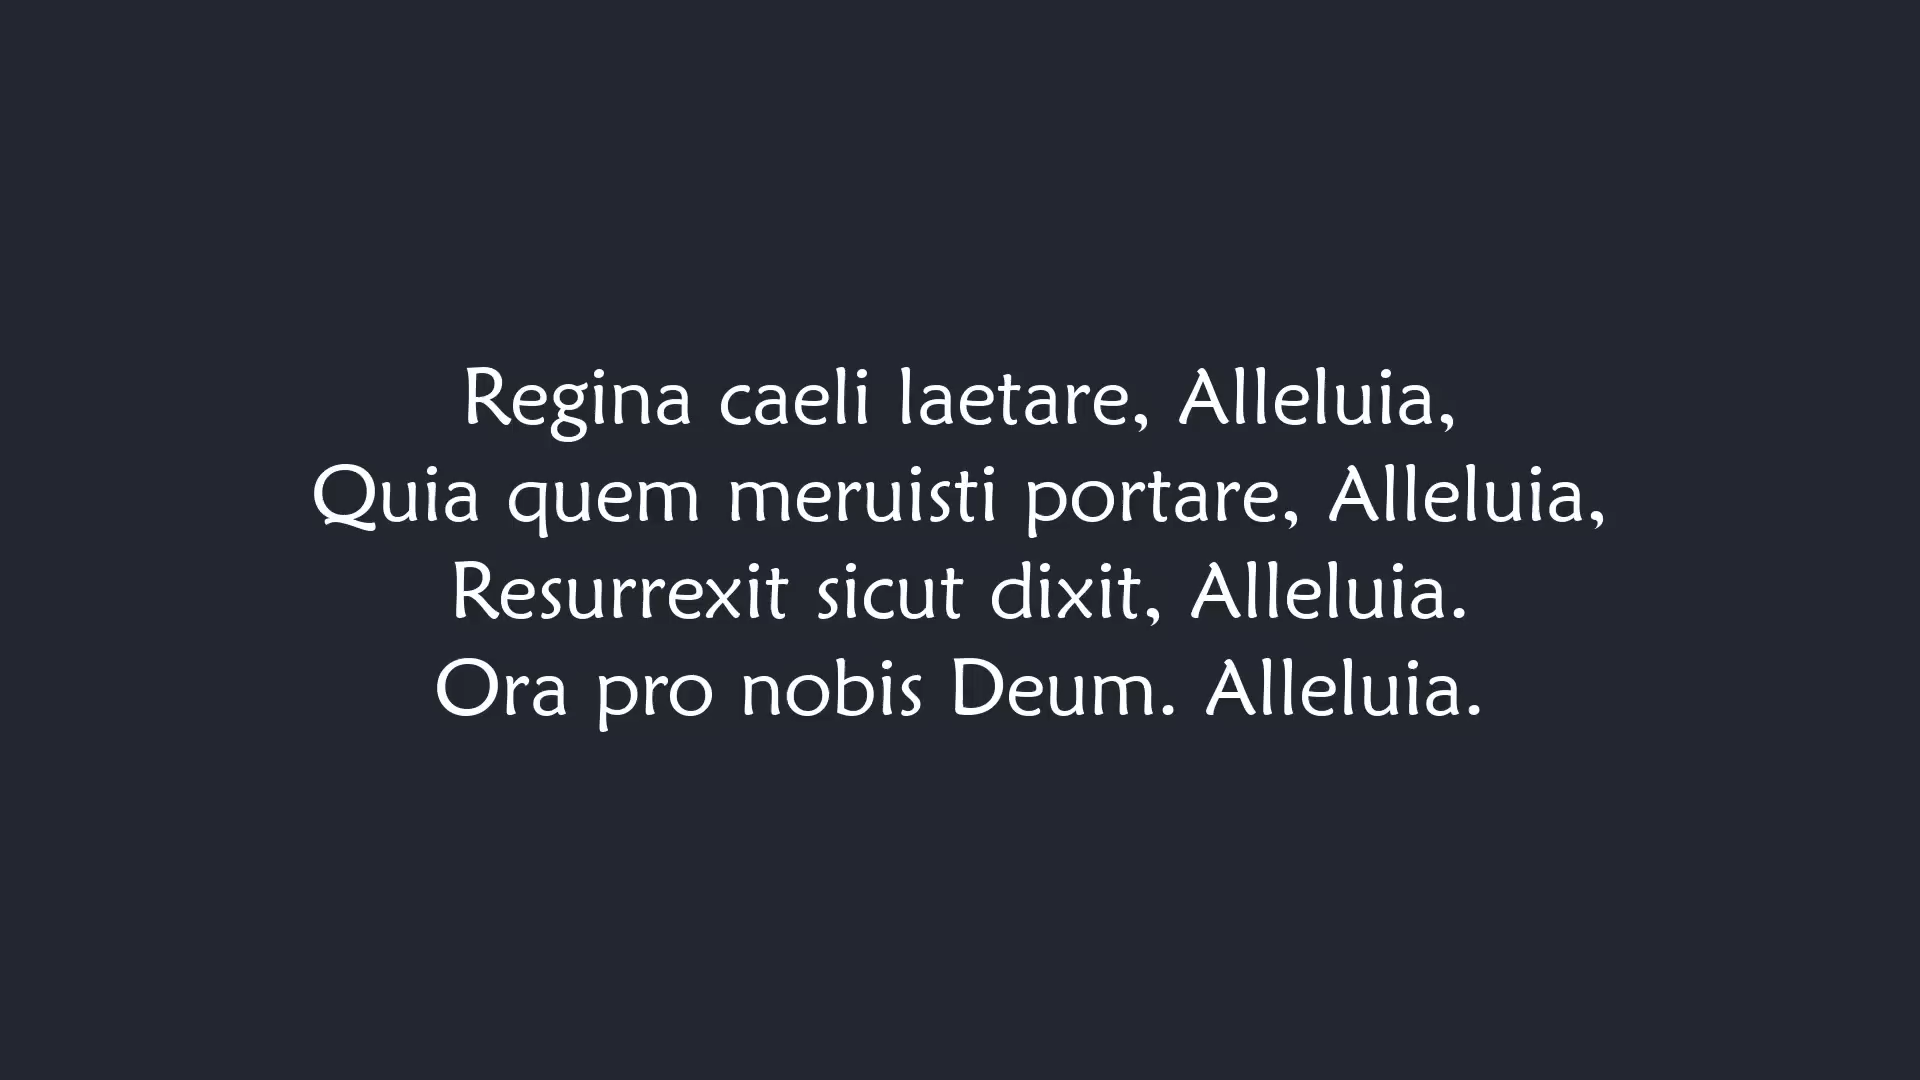 Regina caeli laetare, Alleluia,
Quia quem meruisti portare, Alleluia,
Resurrexit sicut dixit, Alleluia.
Ora pro nobis Deum. Alleluia.